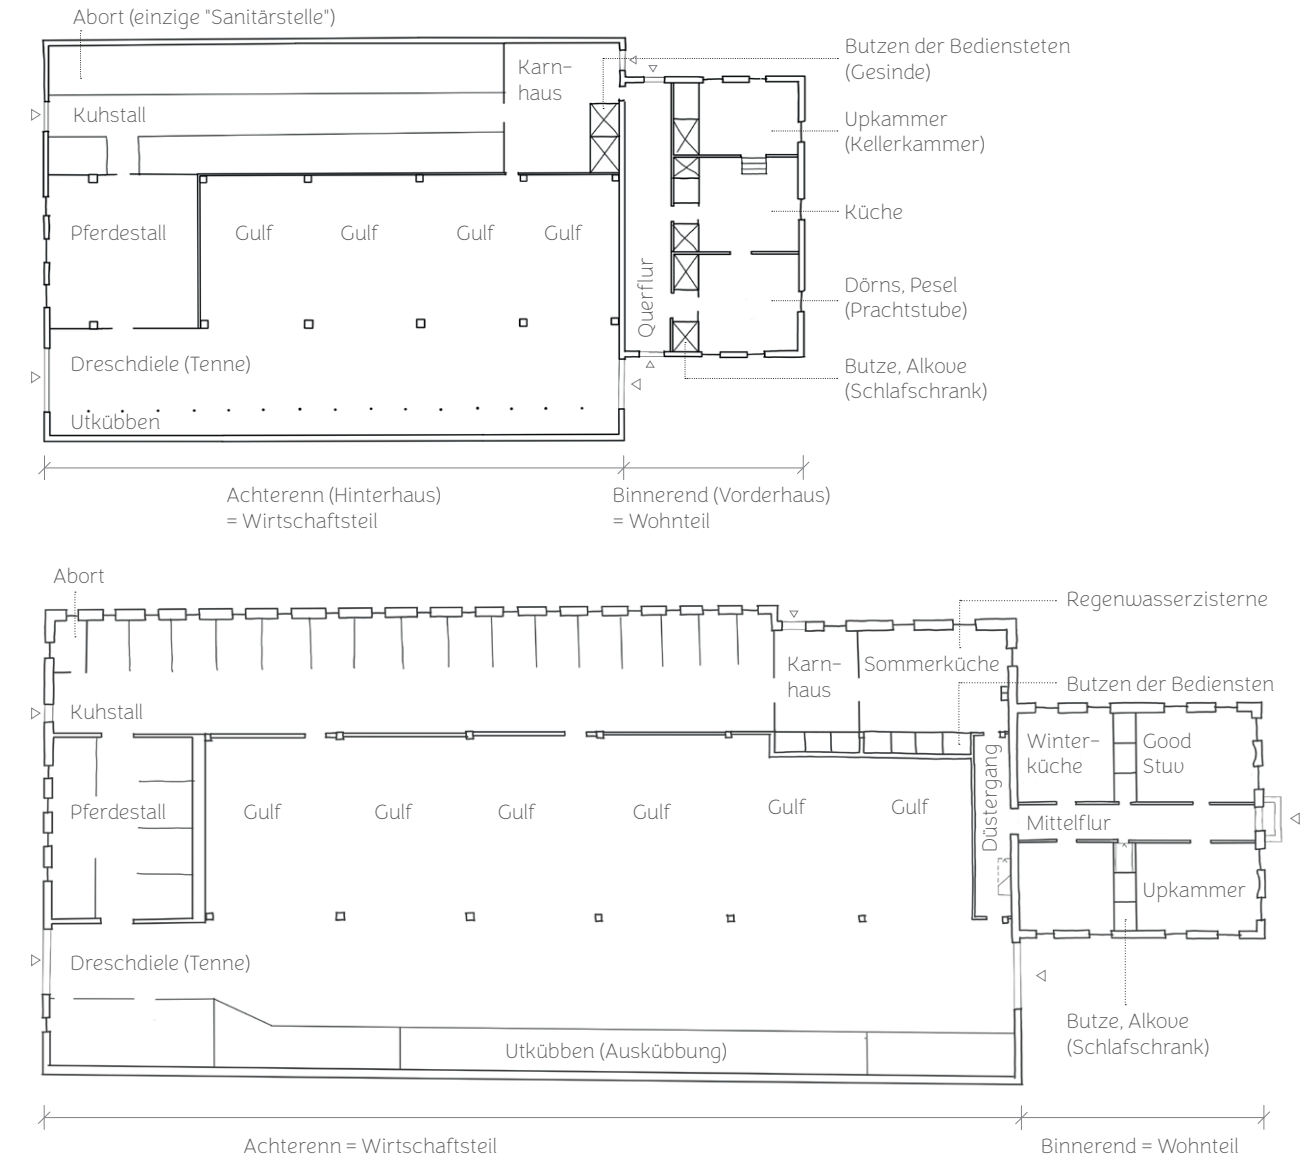 Abort (einzige "Sanitärstelle")
Butzen der Bediensteten
(Gesinde)
Karn-
haus
Kuhstall
Upkammer
(Kellerkammer)
Küche
Pferdestall
Gulf
Gulf
Gulf
Gulf
Querflur
Dörns, Pesel
(Prachtstube)
Dreschdiele (Tenne)
Butze, Alkove
(Schlafschrank)
Utkübben
Achterenn (Hinterhaus)
= Wirtschaftsteil
Binnerend (Vorderhaus)
= Wohnteil
Abort
Regenwasserzisterne
Karn-
haus
Sommerküche
Butzen der Bediensten
Kuhstall
Winter-
küche
Good
Stuv
Pferdestall
Gulf
Gulf
Gulf
Gulf
Gulf
Gulf
Düstergang
Mittelflur
Upkammer
Dreschdiele (Tenne)
Butze, Alkove
(Schlafschrank)
Utkübben (Auskübbung)
Achterenn = Wirtschaftsteil
Binnerend = Wohnteil